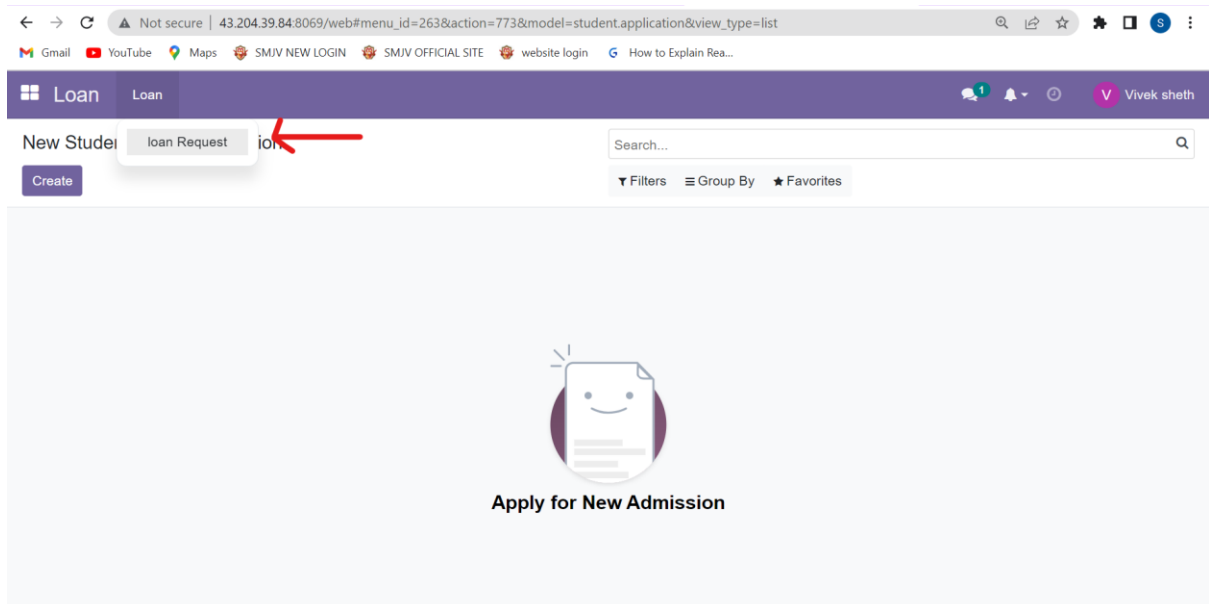 Not secure | 43.204.39.84:8069/web#menu_id=263&action=773&model=student.application&view_type=list S
Gmail YouTube Maps SMJV NEW LOGIN SMJV OFFICIAL SITE website login G How to Explain Rea...
Loan Loan 1 V Vivek sheth
New Studen loan Request ion Search...
Create Filters Group By Favorites
Apply for New Admission